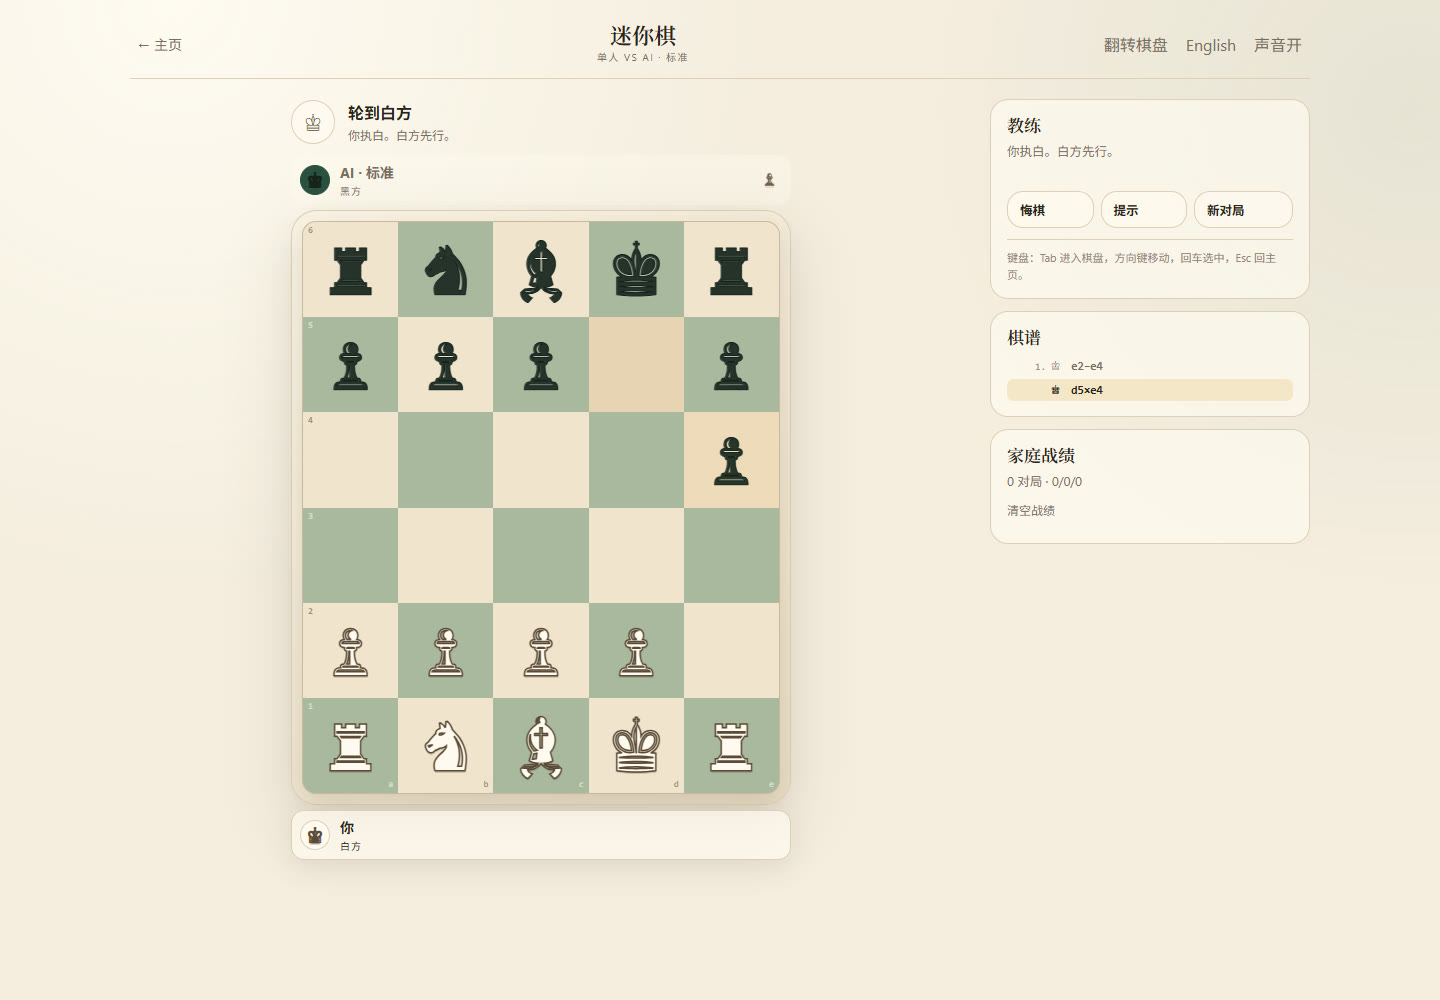 ← 主页
迷你棋
单人 VS AI · 标准
翻转棋盘 English 声音开
轮到白方
你执白。白方先行。
AI · 标准
黑方
6
5
4
3
2
1
a b c d e
你
白方
教练
你执白。白方先行。
悔棋 提示 新对局
键盘：Tab 进入棋盘，方向键移动，回车选中，Esc 回主
页。
棋谱
1. ♔ e2–e4
♚ d5×e4
家庭战绩
0 对局 · 0/0/0
清空战绩